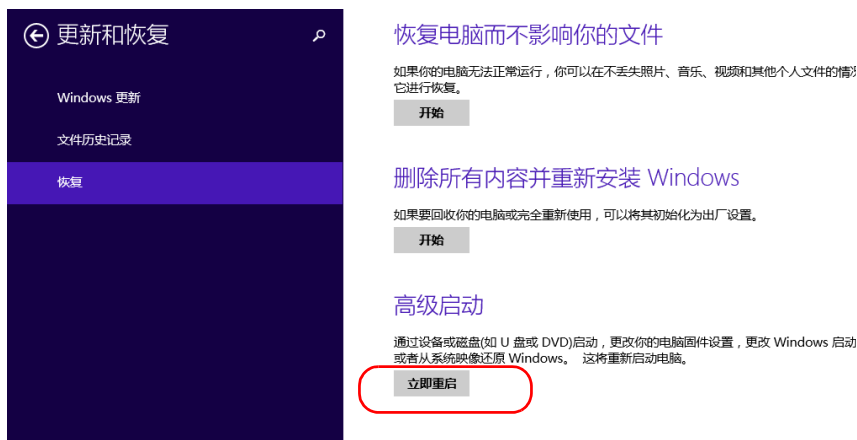 更新和恢复
Windows 更新
文件历史记录
恢复
恢复电脑而不影响你的文件
如果你的电脑无法正常运行，你可以在不丢失照片、音乐、视频和其他个人文件的情况
它进行恢复。
开始
删除所有内容并重新安装 Windows
如果要回收你的电脑或完全重新使用，可以将其初始化为出厂设置。
开始
高级启动
通过设备或磁盘(如 U 盘或 DVD)启动，更改你的电脑固件设置，更改 Windows 启动
或者从系统映像还原 Windows。 这将重新启动电脑。
立即重启